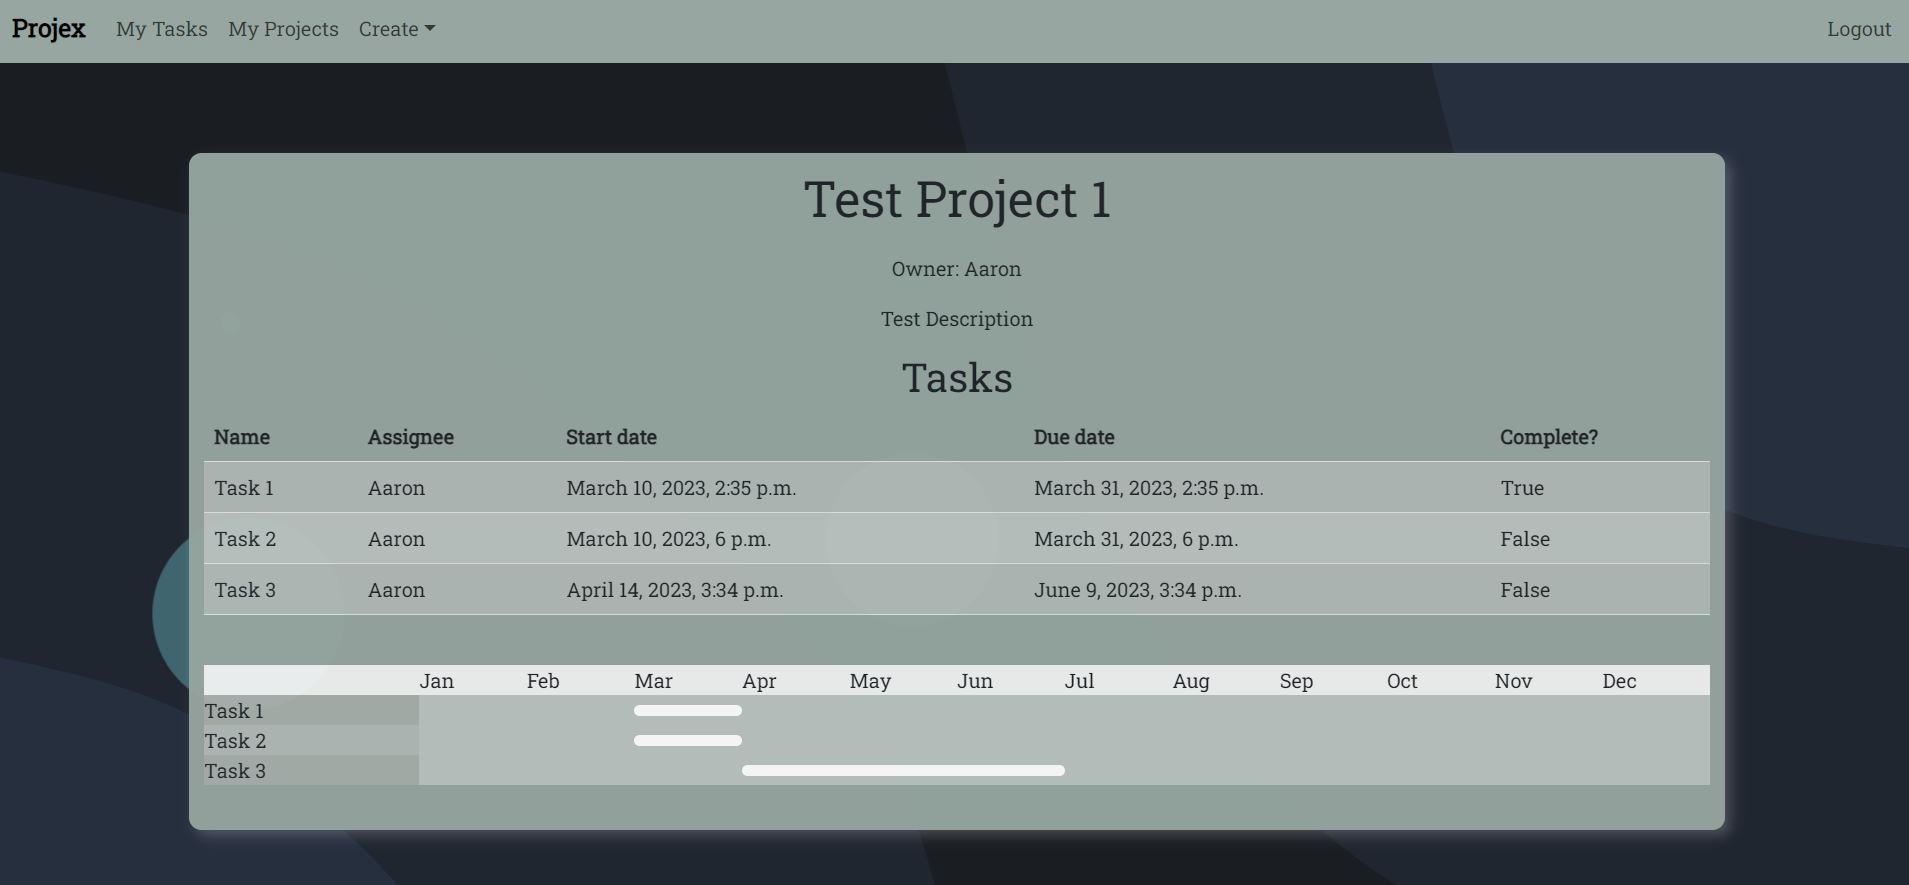 Projex My Tasks My Projects Create Logout
Test Project 1
Owner: Aaron
Test Description
Tasks
Name Assignee Start date Due date Complete?
Task 1 Aaron March 10, 2023, 2:35 p.m. March 31, 2023, 2:35 p.m. True
Task 2 Aaron March 10, 2023, 6 p.m. March 31, 2023, 6 p.m. False
Task 3 Aaron April 14, 2023, 3:34 p.m. June 9, 2023, 3:34 p.m. False
Jan Feb Mar Apr May Jun Jul Aug Sep Oct Nov Dec
Task 1
Task 2
Task 3